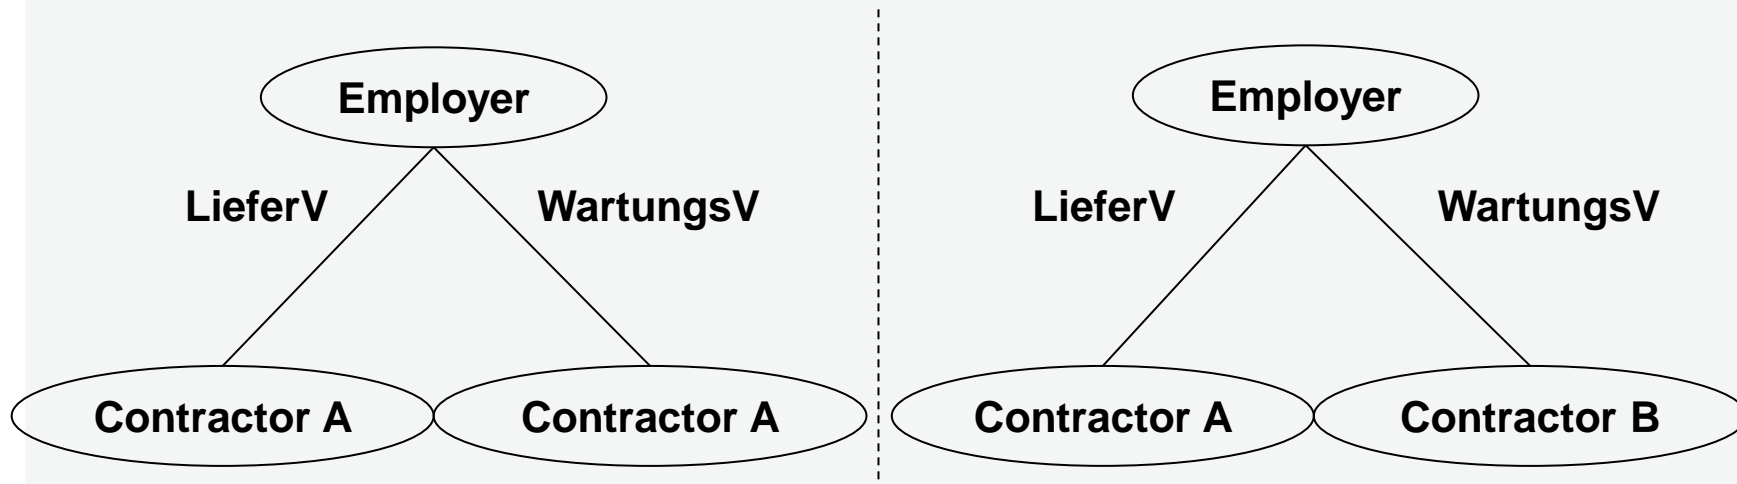 Employer
LieferV
WartungsV
Contractor A
Contractor A
Employer
LieferV
WartungsV
Contractor A
Contractor B